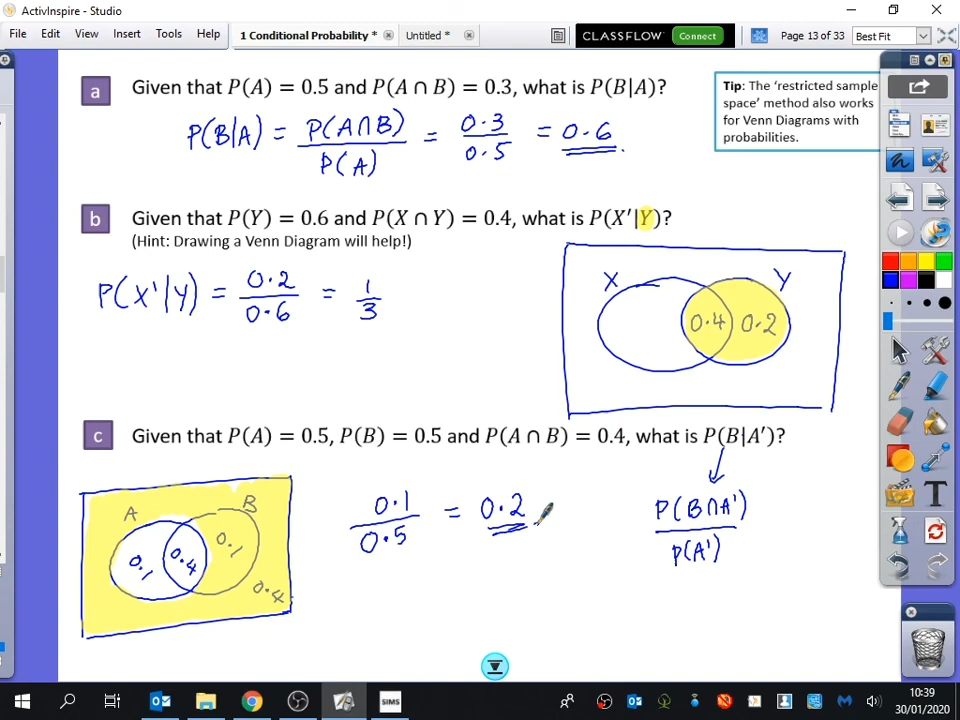 ActivInspire - Studio
File Edit View Insert Tools Help
1 Conditional Probability * Untitled *
CLASSFLOW Connect
Page 13 of 33 Best Fit
a Given that P(A) = 0.5 and P(A ∩ B) = 0.3, what is P(B|A)?
Tip: The 'restricted sample
space' method also works
for Venn Diagrams with
probabilities.
P(B|A) = P(A∩B)/P(A) = 0.3/0.5 = 0.6.
b Given that P(Y) = 0.6 and P(X ∩ Y) = 0.4, what is P(X′|Y)?
(Hint: Drawing a Venn Diagram will help!)
P(X'|Y) = 0.2/0.6 = 1/3
X Y
0.4 0.2
c Given that P(A) = 0.5, P(B) = 0.5 and P(A ∩ B) = 0.4, what is P(B|A′)?
A B
0.1 0.4 0.1
0.4
0.1/0.5 = 0.2
P(B∩A')/P(A')
SIMS
10:39
30/01/2020